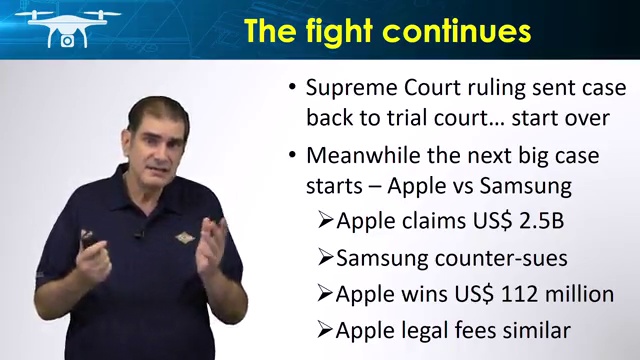 The fight continues
• Supreme Court ruling sent case
back to trial court... start over
• Meanwhile the next big case
starts – Apple vs Samsung
➢Apple claims US$ 2.5B
➢Samsung counter-sues
➢Apple wins US$ 112 million
➢Apple legal fees similar